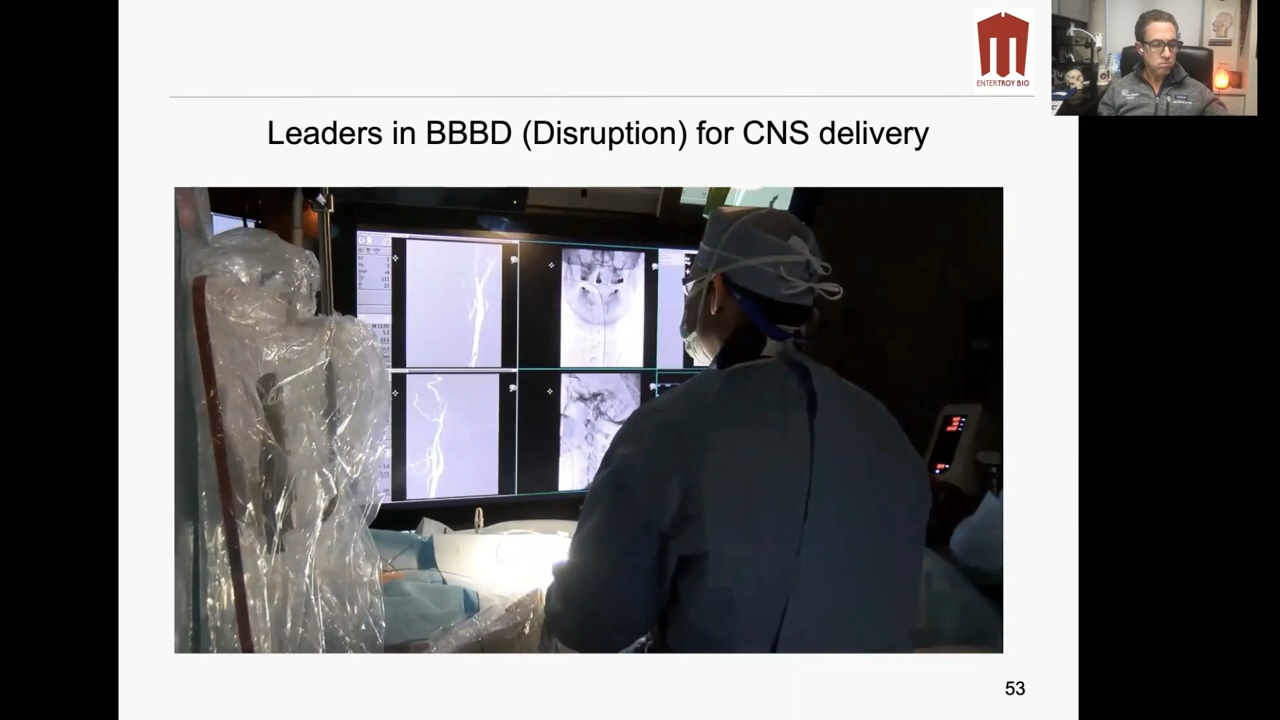 ENTERTROY BIO
Leaders in BBBD (Disruption) for CNS delivery
53